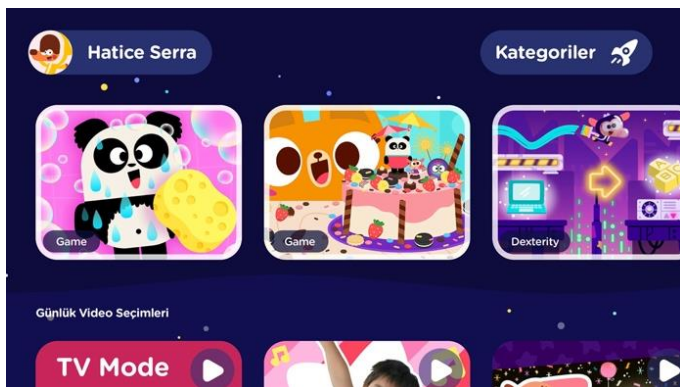 Hatice Serra
Kategoriler
Game
Game
Dexterity
Günlük Video Seçimleri
TV Mode